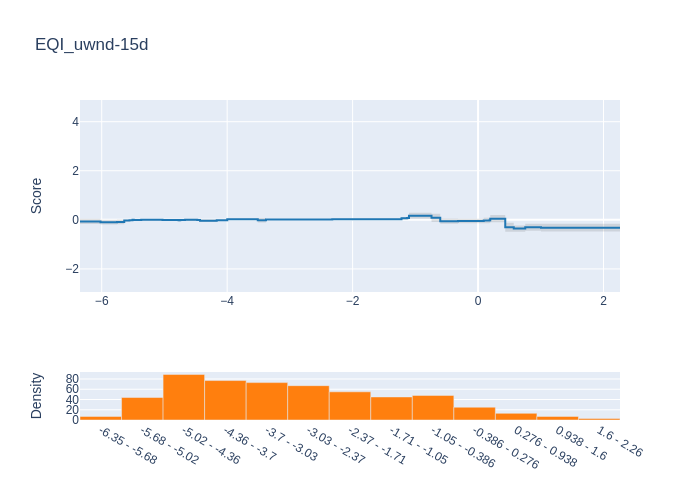 EQI_uwnd-15d
Score
4
2
0
−2
−6
−4
−2
0
2
Density
80
60
40
20
0
-6.35 - -5.68
-5.68 - -5.02
-5.02 - -4.36
-4.36 - -3.7
-3.7 - -3.03
-3.03 - -2.37
-2.37 - -1.71
-1.71 - -1.05
-1.05 - -0.386
-0.386 - 0.276
0.276 - 0.938
0.938 - 1.6
1.6 - 2.26